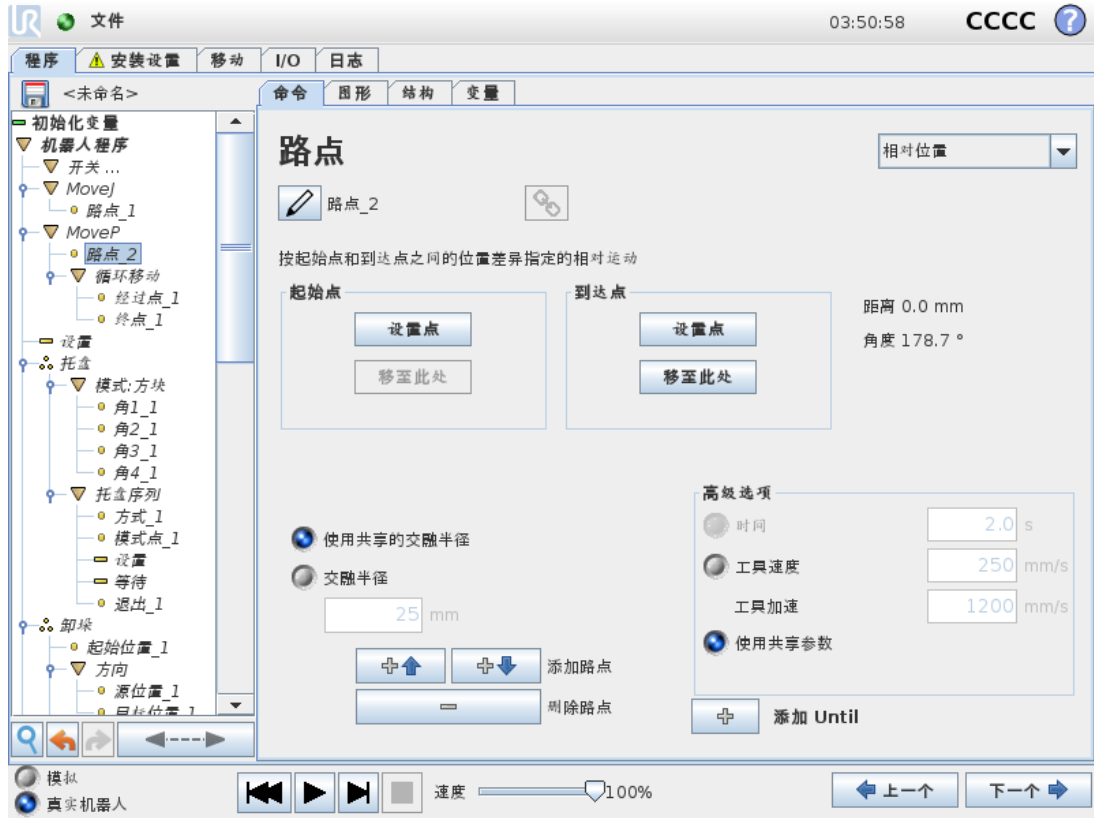 UR 文件 03:50:58 CCCC ?
程序 安装设置 移动 I/O 日志
<未命名>
命令 图形 结构 变量
初始化变量
机器人程序
开关 ...
MoveJ
路点_1
MoveP
路点_2
循环移动
经过点_1
终点_1
设置
托盘
模式:方块
角1_1
角2_1
角3_1
角4_1
托盘序列
方式_1
模式点_1
设置
等待
退出_1
卸垛
起始位置_1
方向
源位置_1
目标位置_1
路点
相对位置
路点_2
按起始点和到达点之间的位置差异指定的相对运动
起始点
设置点
移至此处
到达点
设置点
移至此处
距离 0.0 mm
角度 178.7 °
使用共享的交融半径
交融半径
25 mm
添加路点
删除路点
高级选项
时间 2.0 s
工具速度 250 mm/s
工具加速 1200 mm/s
使用共享参数
添加 Until
模拟
真实机器人
速度 100%
上一个 下一个